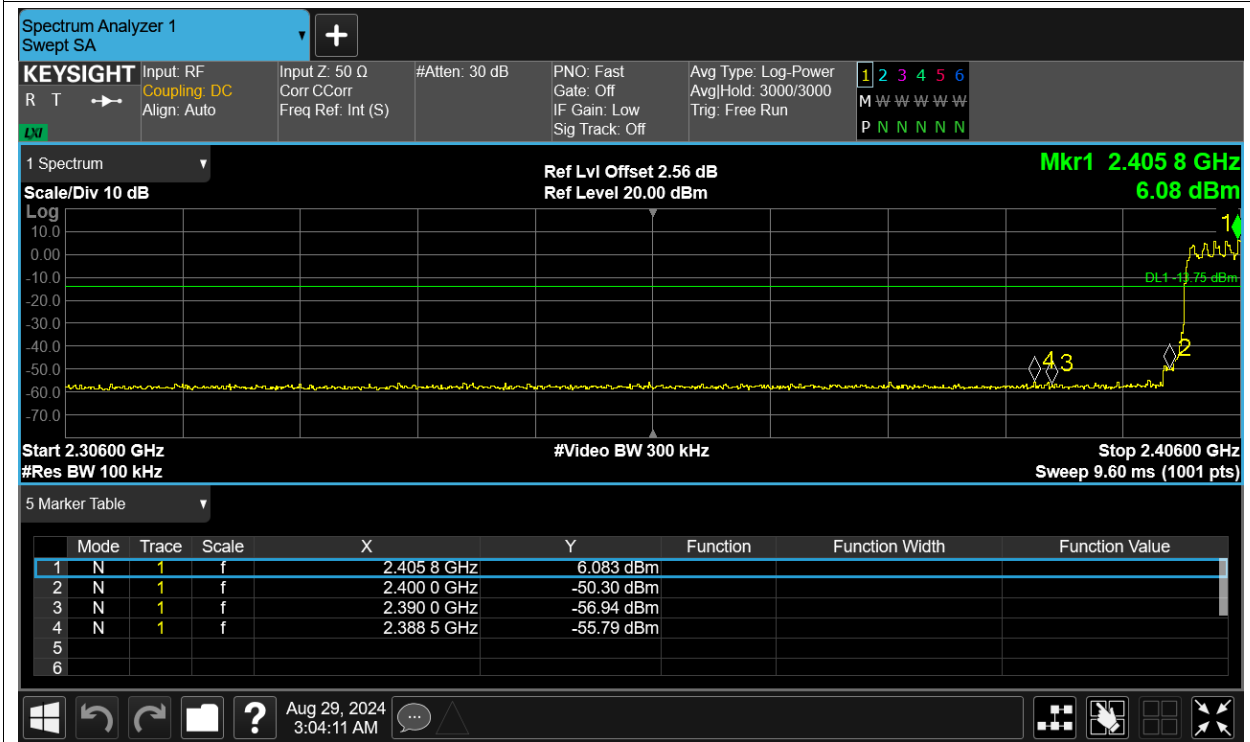 Spectrum Analyzer 1
Swept SA
+
KEYSIGHT
R T
LXI
Input: RF
Coupling: DC
Align: Auto
Input Z: 50 Ω
Corr CCorr
Freq Ref: Int (S)
#Atten: 30 dB
PNO: Fast
Gate: Off
IF Gain: Low
Sig Track: Off
Avg Type: Log-Power
Avg|Hold: 3000/3000
Trig: Free Run
1 2 3 4 5 6
M W W W W W
P N N N N N
1 Spectrum
Scale/Div 10 dB
Ref Lvl Offset 2.56 dB
Ref Level 20.00 dBm
Mkr1 2.405 8 GHz
6.08 dBm
Log
10.0
0.00
-10.0
-20.0
-30.0
-40.0
-50.0
-60.0
-70.0
1
DL1 -13.75 dBm
2
4 3
Start 2.30600 GHz
#Res BW 100 kHz
#Video BW 300 kHz
Stop 2.40600 GHz
Sweep 9.60 ms (1001 pts)
5 Marker Table
Mode Trace Scale X Y Function Function Width Function Value
1 N 1 f 2.405 8 GHz 6.083 dBm
2 N 1 f 2.400 0 GHz -50.30 dBm
3 N 1 f 2.390 0 GHz -56.94 dBm
4 N 1 f 2.388 5 GHz -55.79 dBm
5
6
?
Aug 29, 2024
3:04:11 AM